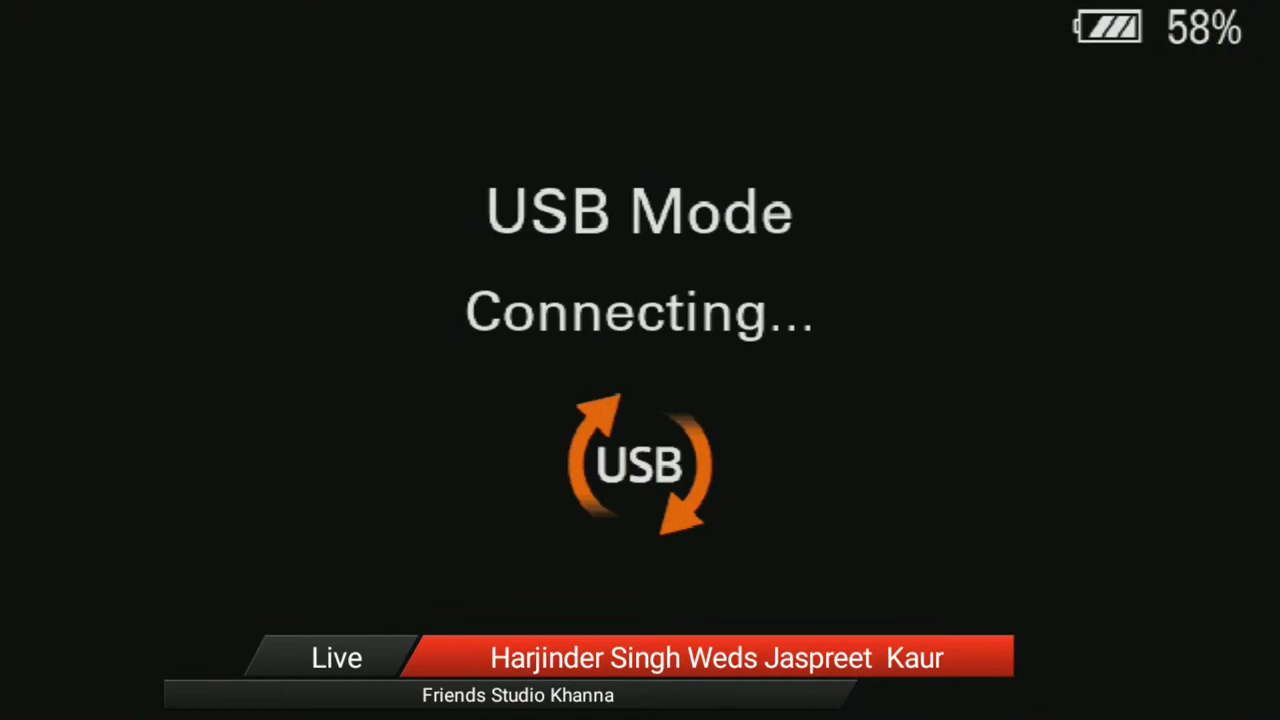 58%
USB Mode
Connecting...
USB
Live Harjinder Singh Weds Jaspreet Kaur
Friends Studio Khanna